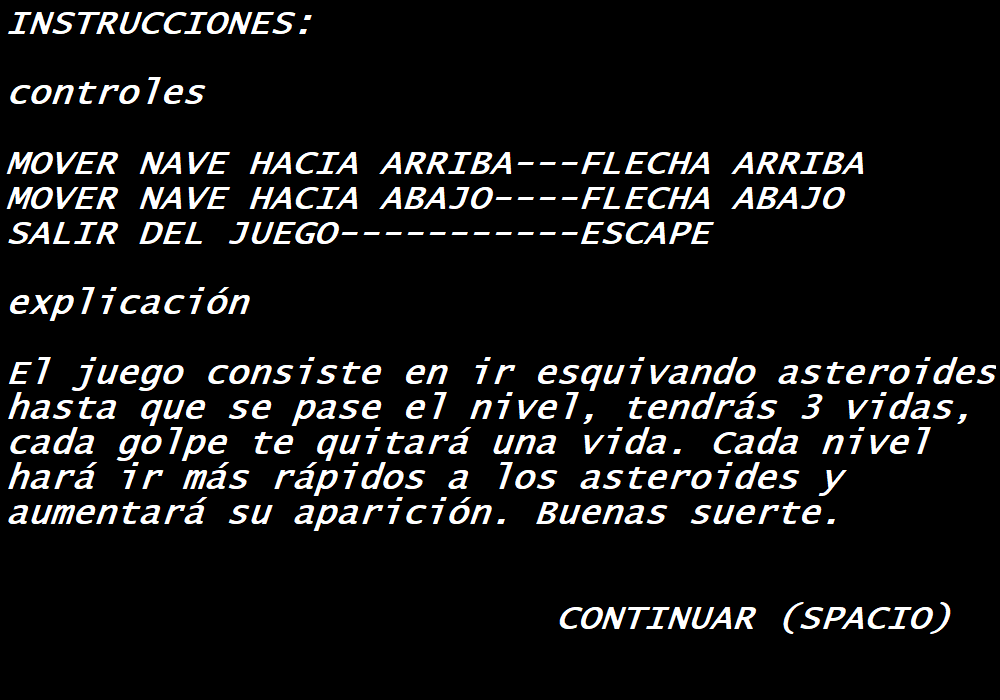 INSTRUCCIONES:
controles
MOVER NAVE HACIA ARRIBA---FLECHA ARRIBA
MOVER NAVE HACIA ABAJO----FLECHA ABAJO
SALIR DEL JUEGO-----------ESCAPE
explicación
El juego consiste en ir esquivando asteroides
hasta que se pase el nivel, tendrás 3 vidas,
cada golpe te quitará una vida. Cada nivel
hará ir más rápidos a los asteroides y
aumentará su aparición. Buenas suerte.
CONTINUAR (SPACIO)